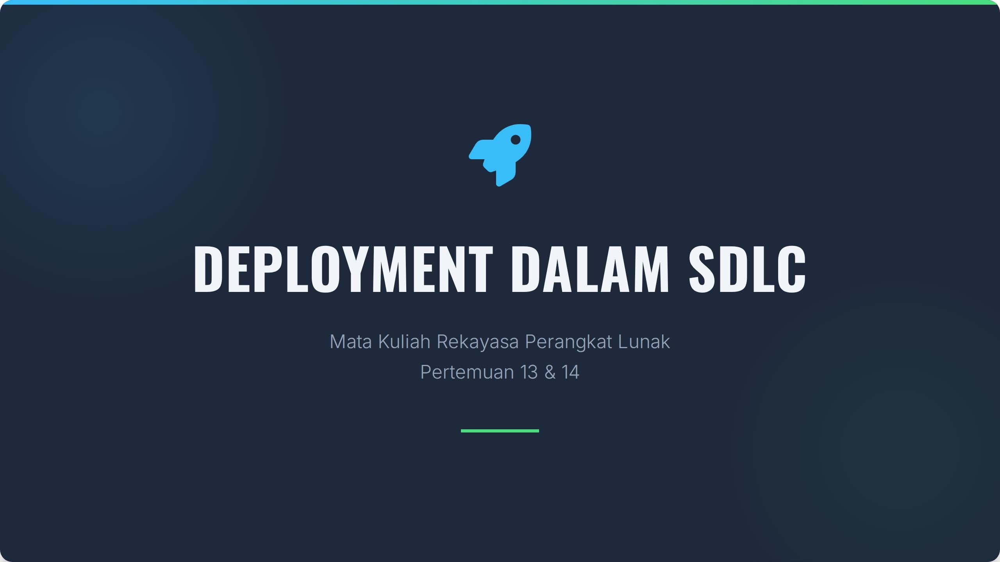 DEPLOYMENT DALAM SDLC
Mata Kuliah Rekayasa Perangkat Lunak
Pertemuan 13 & 14